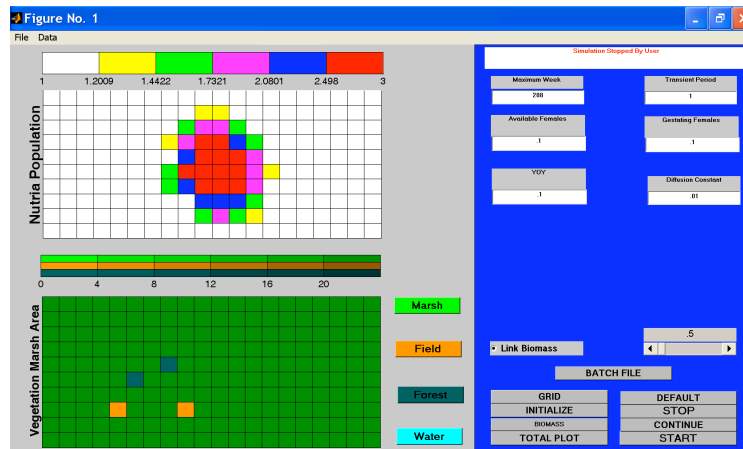 Figure No. 1
File Data
1 1.2009 1.4422 1.7321 2.0801 2.498 3
Nutria Population
0 4 8 12 16 20
Vegetation Marsh Area
Marsh
Field
Forest
Water
Simulation Stopped By User
Maximum Week
208
Transient Period
1
Available Females
.1
Gestating Females
.1
YOY
.1
Diffusion Constant
.01
.5
Link Biomass
BATCH FILE
GRID
INITIALIZE
BIOMASS
TOTAL PLOT
DEFAULT
STOP
CONTINUE
START